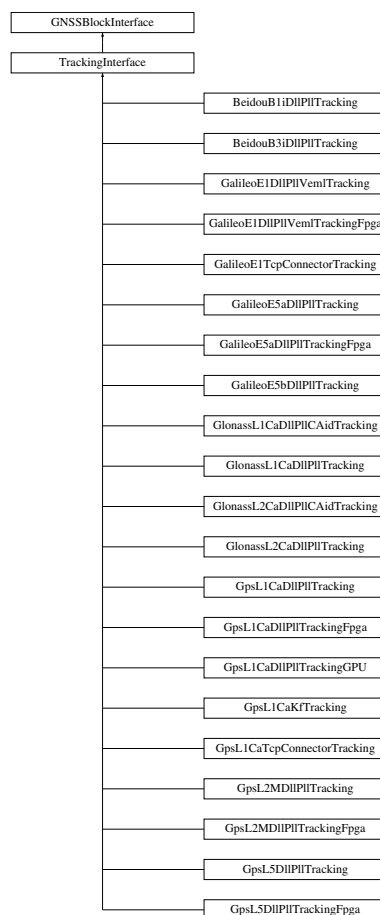 GNSSBlockInterface
TrackingInterface
BeidouB1iDllPllTracking
BeidouB3iDllPllTracking
GalileoE1DllPllVemlTracking
GalileoE1DllPllVemlTrackingFpga
GalileoE1TcpConnectorTracking
GalileoE5aDllPllTracking
GalileoE5aDllPllTrackingFpga
GalileoE5bDllPllTracking
GlonassL1CaDllPllCAidTracking
GlonassL1CaDllPllTracking
GlonassL2CaDllPllCAidTracking
GlonassL2CaDllPllTracking
GpsL1CaDllPllTracking
GpsL1CaDllPllTrackingFpga
GpsL1CaDllPllTrackingGPU
GpsL1CaKfTracking
GpsL1CaTcpConnectorTracking
GpsL2MDllPllTracking
GpsL2MDllPllTrackingFpga
GpsL5DllPllTracking
GpsL5DllPllTrackingFpga